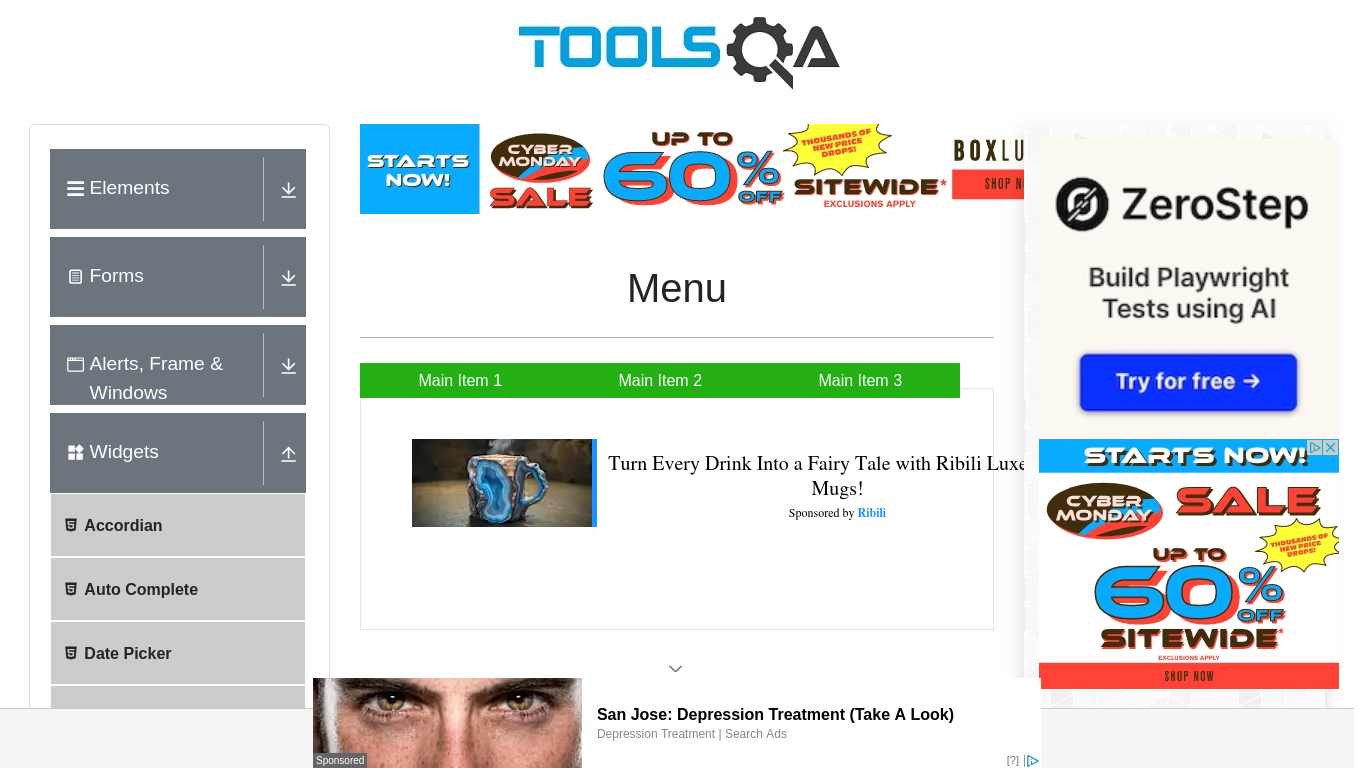 TOOLSQA
Elements
Forms
Alerts, Frame &
Windows
Widgets
Accordian
Auto Complete
Date Picker
STARTS
NOW!
CYBER
MONDAY
SALE
UP TO
60%
OFF
THOUSANDS OF
NEW PRICE
DROPS!
SITEWIDE*
EXCLUSIONS APPLY
BOXLU
SHOP N
Menu
Main Item 1
Main Item 2
Main Item 3
Turn Every Drink Into a Fairy Tale with Ribili Luxe
Mugs!
Sponsored by Ribili
ZeroStep
Build Playwright
Tests using AI
Try for free →
STARTS NOW!
CYBER
MONDAY
SALE
THOUSANDS OF
NEW PRICE
DROPS!
UP TO
60%
OFF
SITEWIDE*
EXCLUSIONS APPLY
SHOP NOW
San Jose: Depression Treatment (Take A Look)
Depression Treatment | Search Ads
Sponsored
[?]